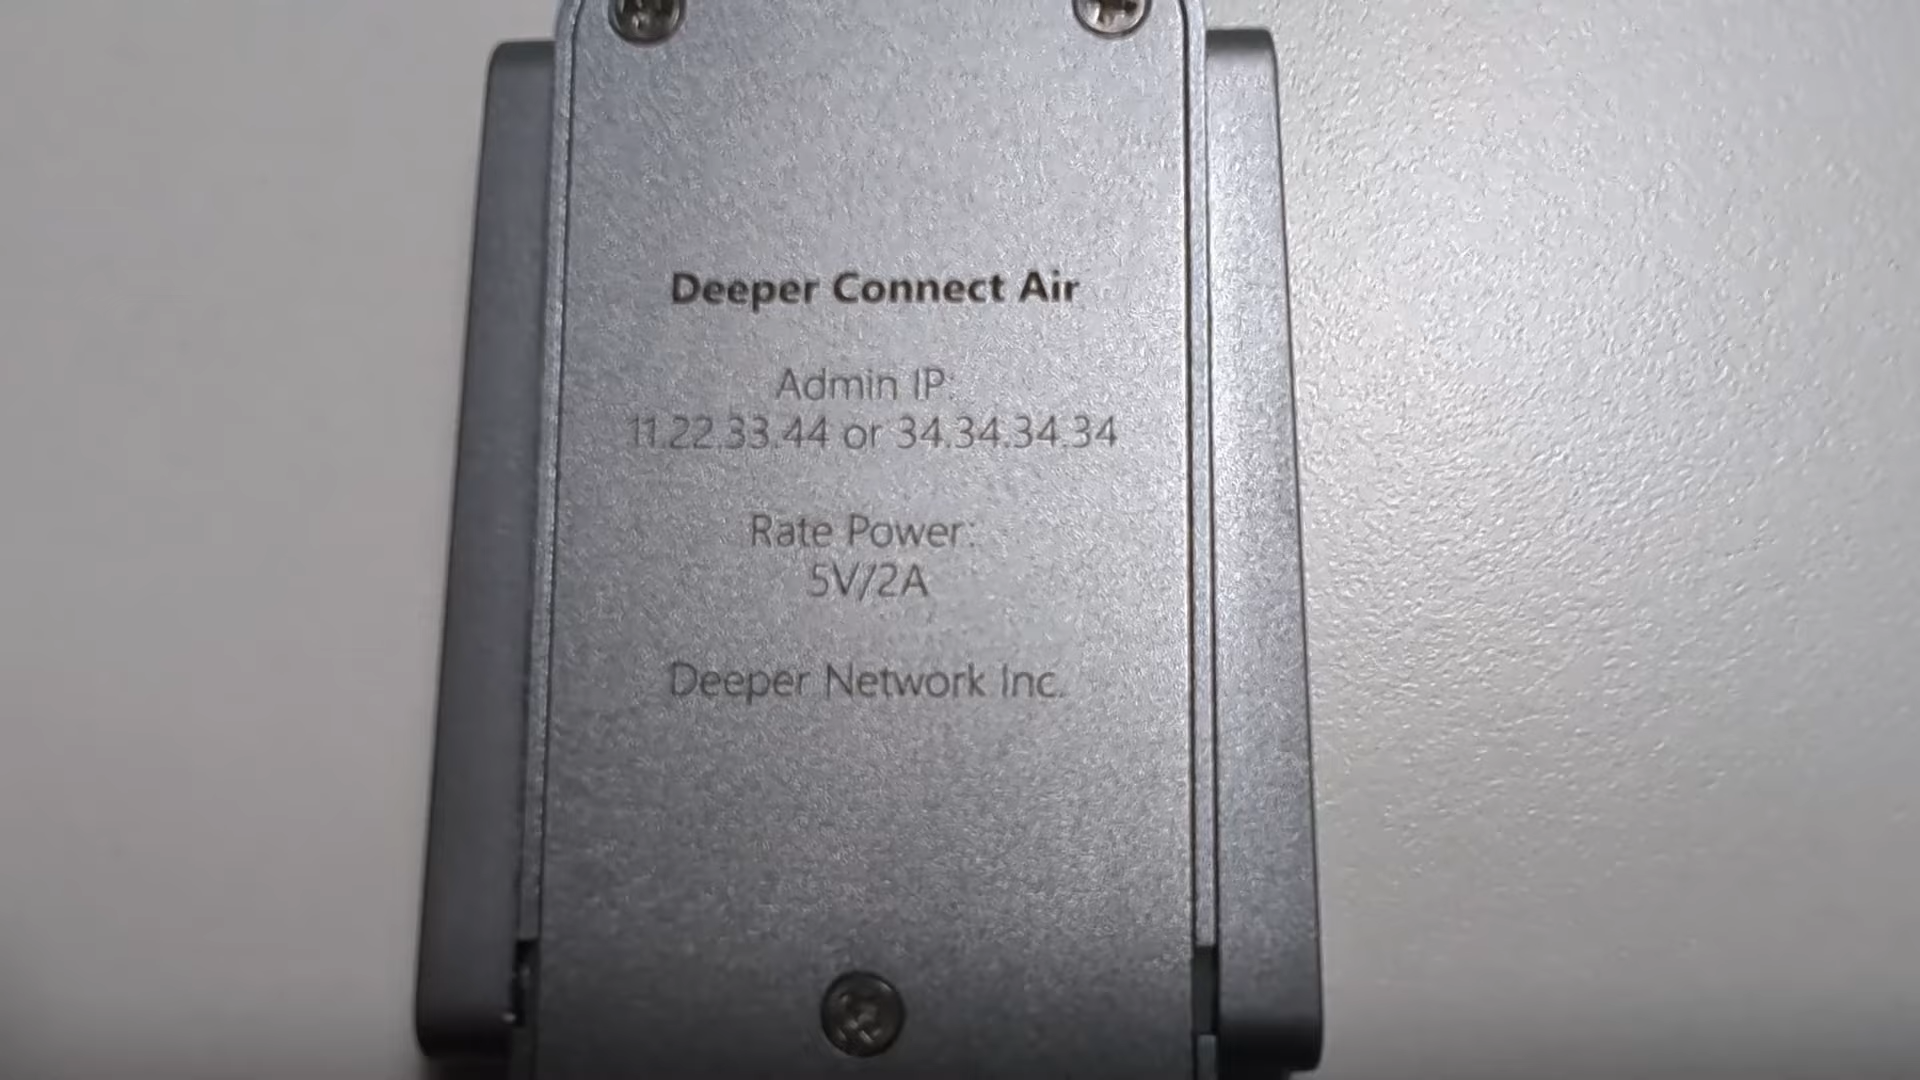 Deeper Connect Air
Admin IP:
11.22.33.44 or 34.34.34.34
Rate Power:
5V/2A
Deeper Network Inc.